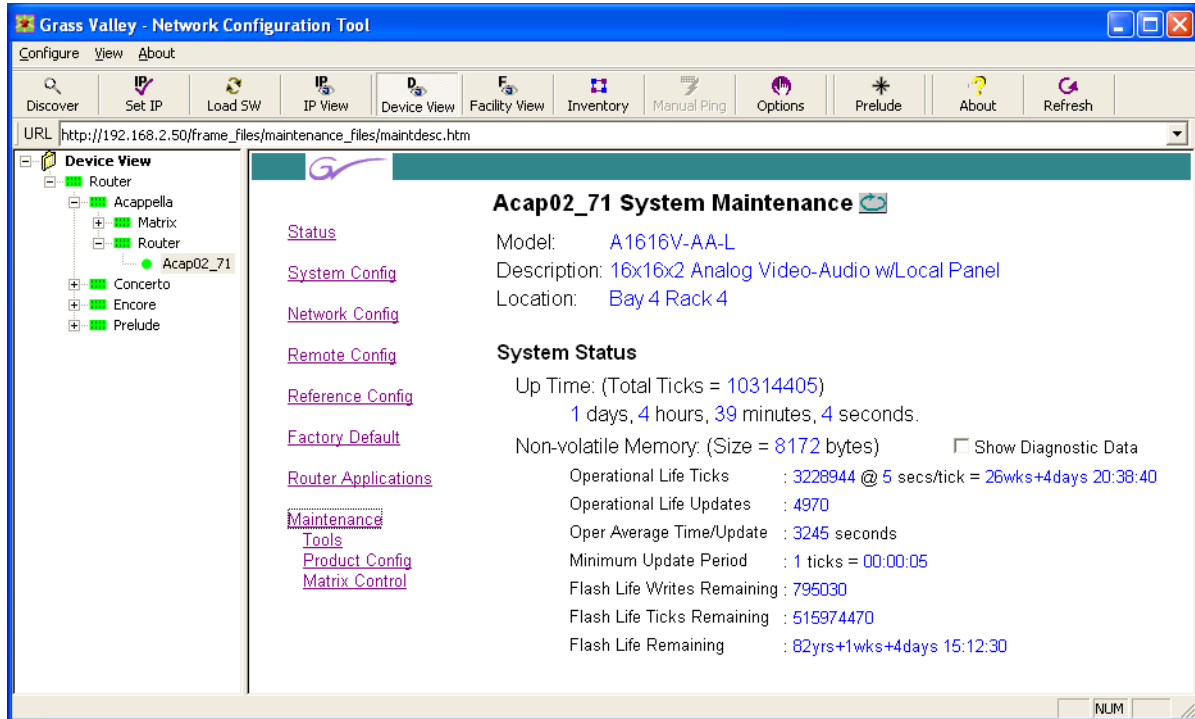 Grass Valley - Network Configuration Tool
Configure View About
Discover Set IP Load SW IP View Device View Facility View Inventory Manual Ping Options Prelude About Refresh
URL http://192.168.2.50/frame_files/maintenance_files/maintdesc.htm
Device View
Router
Acappella
Matrix
Router
Acap02_71
Concerto
Encore
Prelude
Status
System Config
Network Config
Remote Config
Reference Config
Factory Default
Router Applications
Maintenance
Tools
Product Config
Matrix Control
Acap02_71 System Maintenance
Model: A1616V-AA-L
Description: 16x16x2 Analog Video-Audio w/Local Panel
Location: Bay 4 Rack 4
System Status
Up Time: (Total Ticks = 10314405)
1 days, 4 hours, 39 minutes, 4 seconds.
Non-volatile Memory: (Size = 8172 bytes) Show Diagnostic Data
Operational Life Ticks : 3228944 @ 5 secs/tick = 26wks+4days 20:38:40
Operational Life Updates : 4970
Oper Average Time/Update : 3245 seconds
Minimum Update Period : 1 ticks = 00:00:05
Flash Life Writes Remaining : 795030
Flash Life Ticks Remaining : 515974470
Flash Life Remaining : 82yrs+1wks+4days 15:12:30
NUM